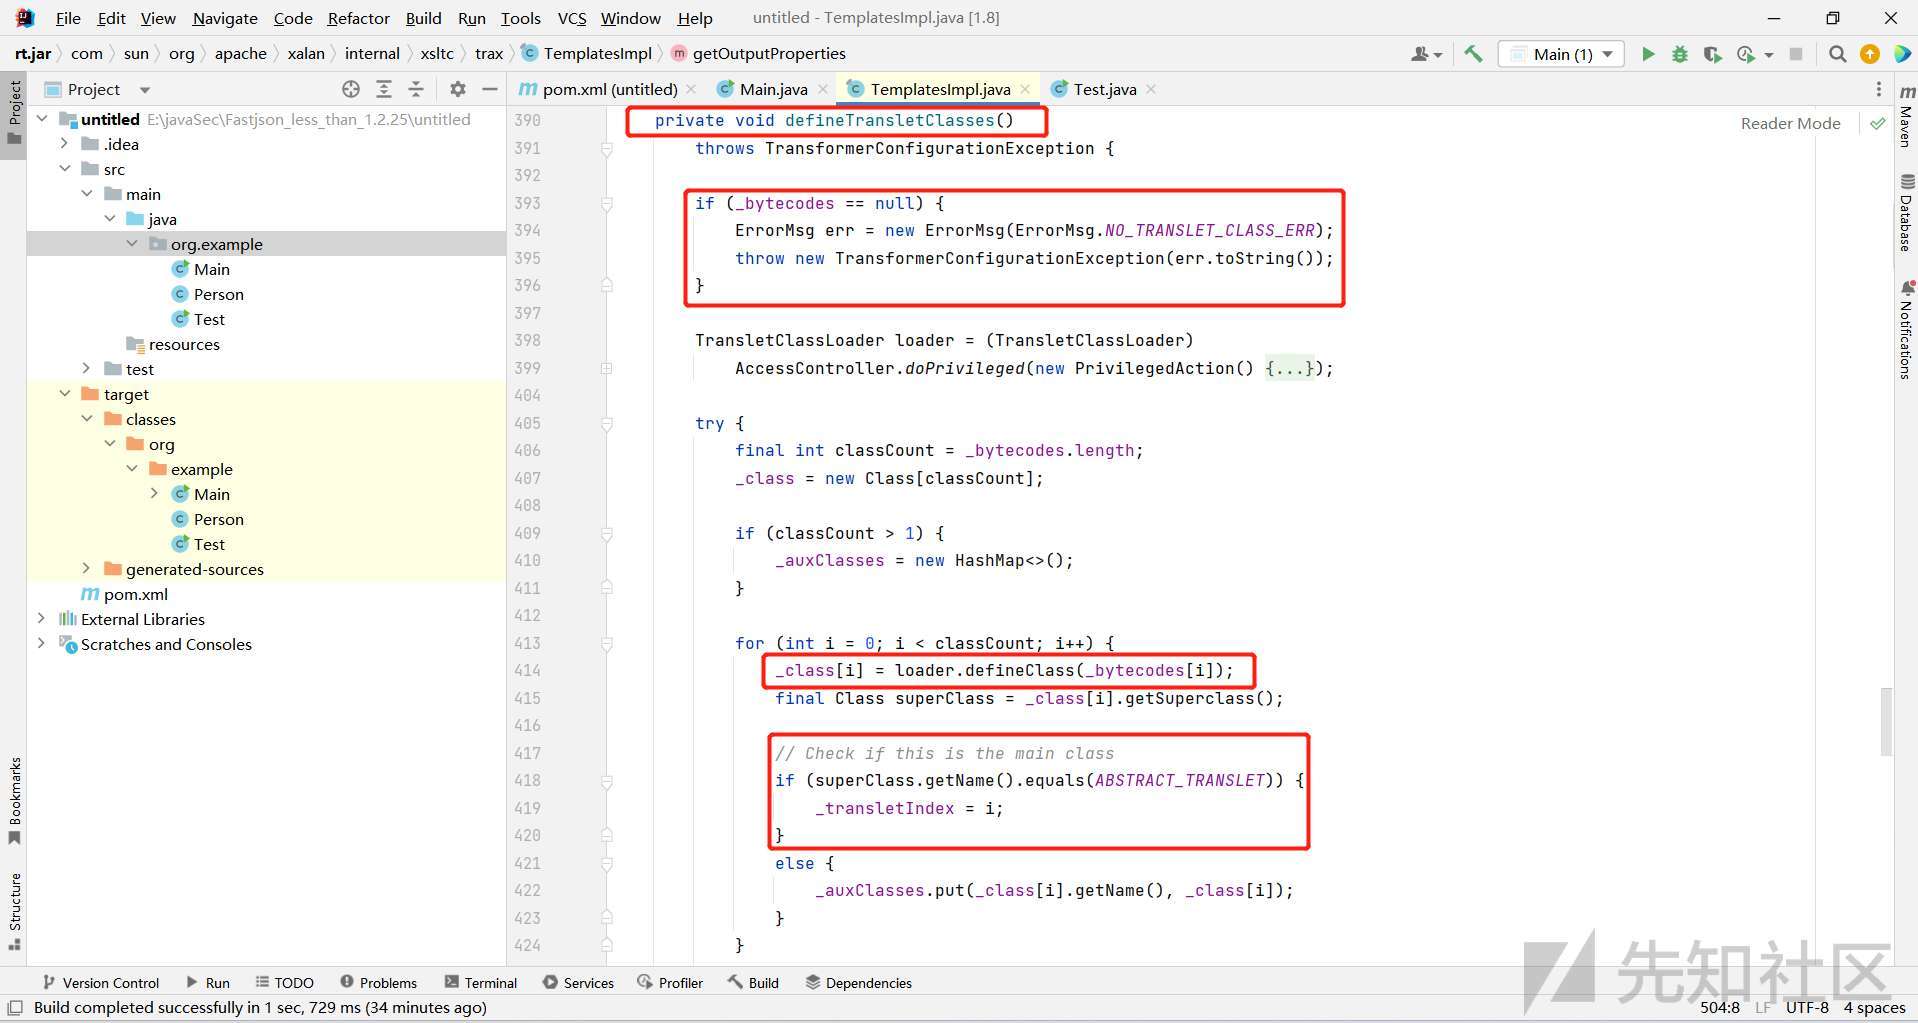 File Edit View Navigate Code Refactor Build Run Tools VCS Window Help untitled - TemplatesImpl.java [1.8]
rt.jar com sun org apache xalan internal xsltc trax TemplatesImpl m getOutputProperties Main (1)
Project
Project
pom.xml (untitled) Main.java TemplatesImpl.java Test.java
untitled E:\javaSec\Fastjson_less_than_1.2.25\untitled
.idea
src
main
java
org.example
Main
Person
Test
resources
test
target
classes
org
example
Main
Person
Test
generated-sources
pom.xml
External Libraries
Scratches and Consoles
Bookmarks
Structure
Reader Mode
390 private void defineTransletClasses()
391 throws TransformerConfigurationException {
392
393 if (_bytecodes == null) {
394 ErrorMsg err = new ErrorMsg(ErrorMsg.NO_TRANSLET_CLASS_ERR);
395 throw new TransformerConfigurationException(err.toString());
396 }
397
398 TransletClassLoader loader = (TransletClassLoader)
399 AccessController.doPrivileged(new PrivilegedAction() {...});
404
405 try {
406 final int classCount = _bytecodes.length;
407 _class = new Class[classCount];
408
409 if (classCount > 1) {
410 _auxClasses = new HashMap<>();
411 }
412
413 for (int i = 0; i < classCount; i++) {
414 _class[i] = loader.defineClass(_bytecodes[i]);
415 final Class superClass = _class[i].getSuperclass();
416
417 // Check if this is the main class
418 if (superClass.getName().equals(ABSTRACT_TRANSLET)) {
419 _transletIndex = i;
420 }
421 else {
422 _auxClasses.put(_class[i].getName(), _class[i]);
423 }
424 }
Maven
Database
Notifications
Version Control Run TODO Problems Terminal Services Profiler Build Dependencies
Build completed successfully in 1 sec, 729 ms (34 minutes ago) 504:8 LF UTF-8 4 spaces
先知社区